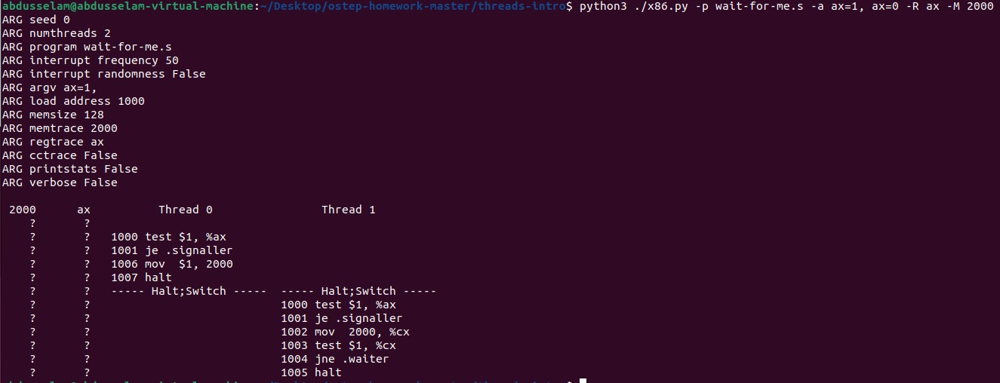 abdusselam@abdusselam-virtual-machine:~/Desktop/ostep-homework-master/threads-intro$ python3 ./x86.py -p wait-for-me.s -a ax=1, ax=0 -R ax -M 2000
ARG seed 0
ARG numthreads 2
ARG program wait-for-me.s
ARG interrupt frequency 50
ARG interrupt randomness False
ARG argv ax=1,
ARG load address 1000
ARG memsize 128
ARG memtrace 2000
ARG regtrace ax
ARG cctrace False
ARG printstats False
ARG verbose False
2000 ax Thread 0 Thread 1
? ?
? ? 1000 test $1, %ax
? ? 1001 je .signaller
? ? 1006 mov $1, 2000
? ? 1007 halt
? ? ----- Halt;Switch ----- ----- Halt;Switch -----
? ? 1000 test $1, %ax
? ? 1001 je .signaller
? ? 1002 mov 2000, %cx
? ? 1003 test $1, %cx
? ? 1004 jne .waiter
? ? 1005 halt